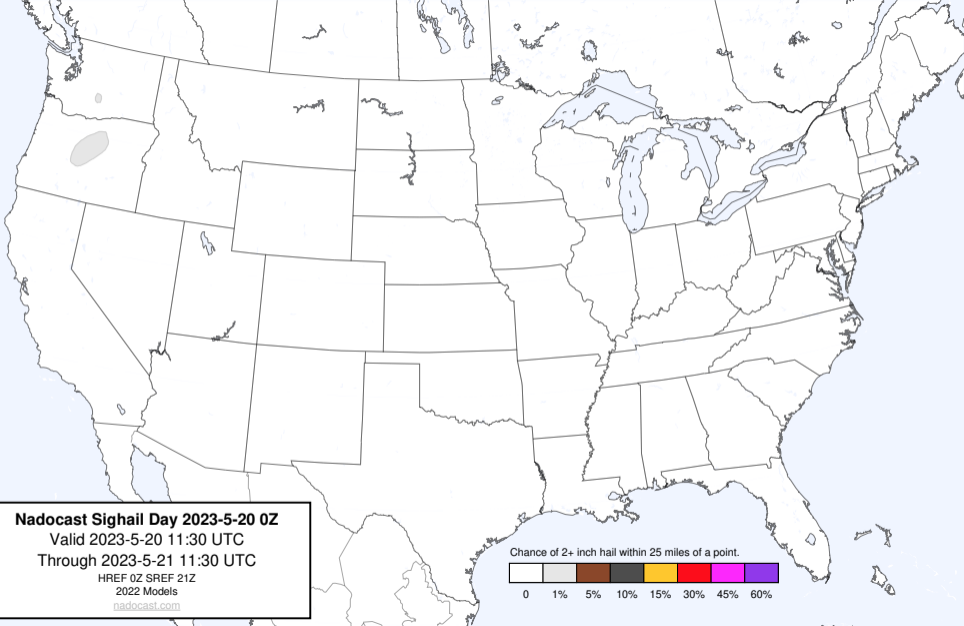 Nadocast Sighail Day 2023-5-20 0Z
Valid 2023-5-20 11:30 UTC
Through 2023-5-21 11:30 UTC
HREF 0Z SREF 21Z
2022 Models
nadocast.com
Chance of 2+ inch hail within 25 miles of a point.
0 1% 5% 10% 15% 30% 45% 60%